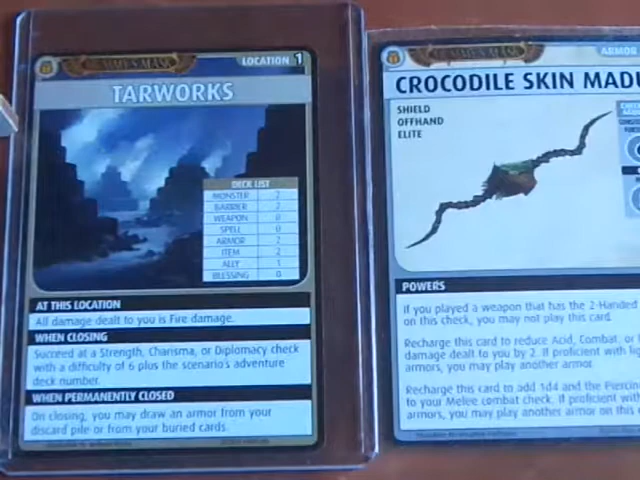 MUMMY'S MASK
LOCATION 1
TARWORKS
DECK LIST
MONSTER 2
BARRIER 2
WEAPON 0
SPELL 0
ARMOR 2
ITEM 2
ALLY 1
BLESSING 0
AT THIS LOCATION
All damage dealt to you is Fire damage.
WHEN CLOSING
Succeed at a Strength, Charisma, or Diplomacy check
with a difficulty of 6 plus the scenario's adventure
deck number.
WHEN PERMANENTLY CLOSED
On closing, you may draw an armor from your
discard pile or from your buried cards.
MUMMY'S MASK
ARMOR
CROCODILE SKIN MADU
SHIELD
OFFHAND
ELITE
POWERS
If you played a weapon that has the 2-Handed
on this check, you may not play this card.
Recharge this card to reduce Acid, Combat, or
damage dealt to you by 2. If proficient with
armors, you may play another armor.
Recharge this card to add 1d4 and the
to your Melee combat check. If proficient
armors, you may play another armor on this